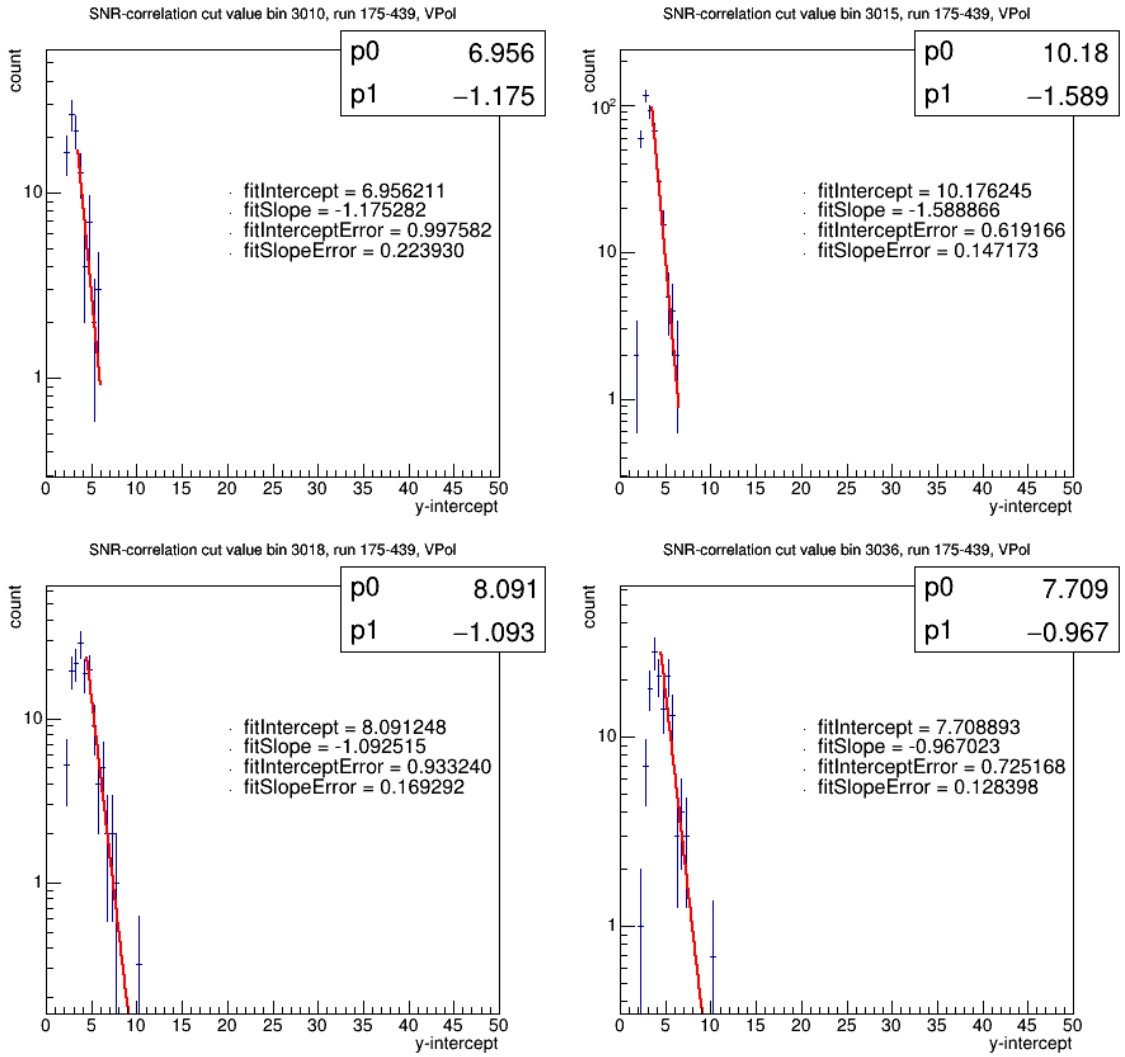 SNR-correlation cut value bin 3010, run 175-439, VPol
count
p0 6.956
p1 −1.175
10
1
. fitIntercept = 6.956211
. fitSlope = -1.175282
. fitInterceptError = 0.997582
. fitSlopeError = 0.223930
0 5 10 15 20 25 30 35 40 45 50
y-intercept
SNR-correlation cut value bin 3015, run 175-439, VPol
count
p0 10.18
p1 −1.589
10²
10
1
. fitIntercept = 10.176245
. fitSlope = -1.588866
. fitInterceptError = 0.619166
. fitSlopeError = 0.147173
0 5 10 15 20 25 30 35 40 45 50
y-intercept
SNR-correlation cut value bin 3018, run 175-439, VPol
count
p0 8.091
p1 −1.093
10
1
. fitIntercept = 8.091248
. fitSlope = -1.092515
. fitInterceptError = 0.933240
. fitSlopeError = 0.169292
0 5 10 15 20 25 30 35 40 45 50
y-intercept
SNR-correlation cut value bin 3036, run 175-439, VPol
count
p0 7.709
p1 −0.967
10
1
. fitIntercept = 7.708893
. fitSlope = -0.967023
. fitInterceptError = 0.725168
. fitSlopeError = 0.128398
0 5 10 15 20 25 30 35 40 45 50
y-intercept